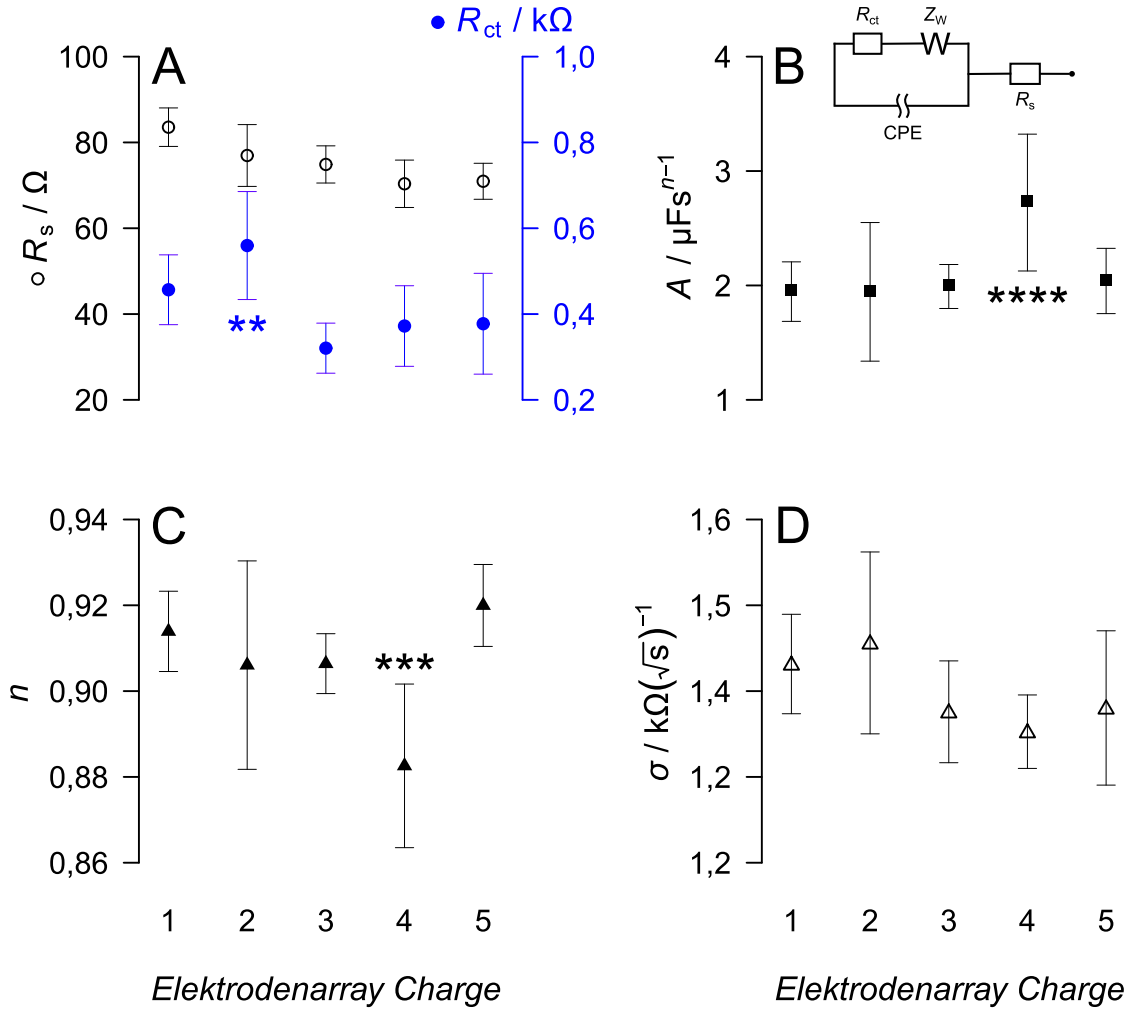 ● R_ct / kΩ
A
○ R_s / Ω
100
80
60
40
20
1,0
0,8
0,6
0,4
0,2
**
B
R_ct
Z_W
CPE
R_s
A / µFs^{n−1}
4
3
2
1
****
C
n
0,94
0,92
0,90
0,88
0,86
***
1 2 3 4 5
Elektrodenarray Charge
D
σ / kΩ(√s)^{−1}
1,6
1,5
1,4
1,2
1,2
1 2 3 4 5
Elektrodenarray Charge